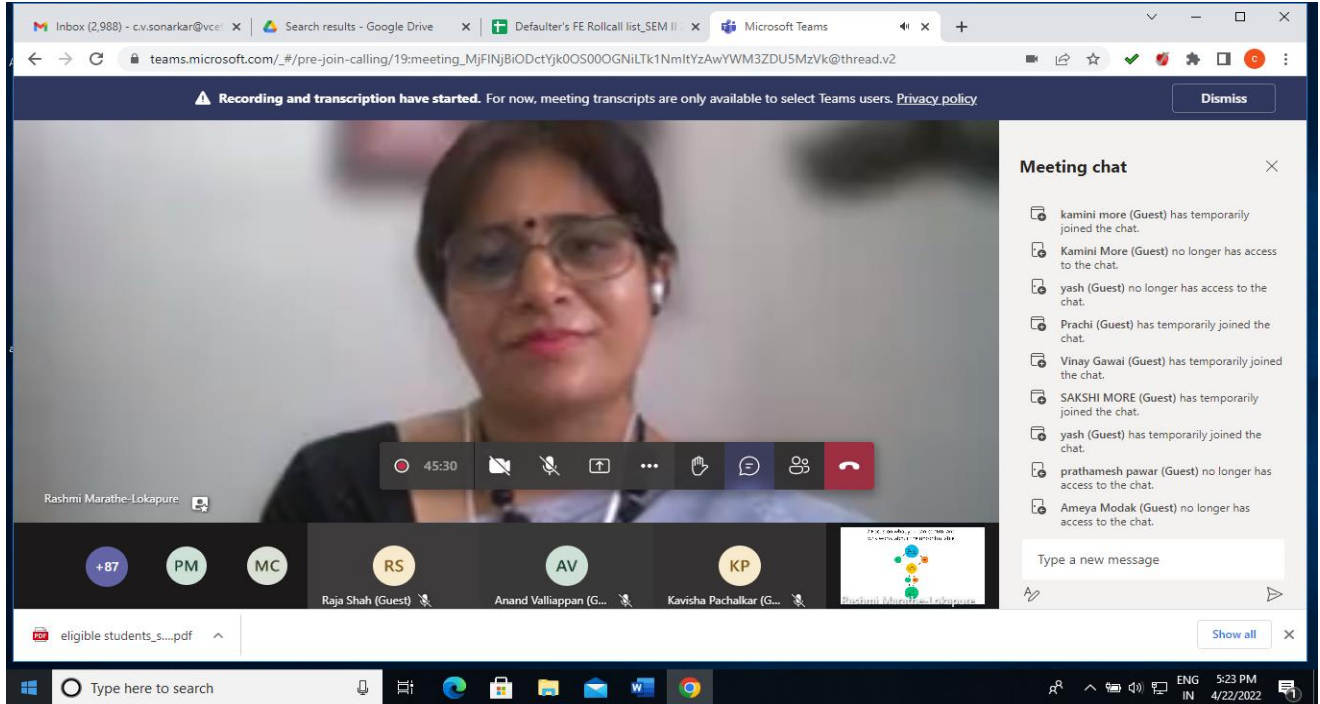 Inbox (2,988) - c.v.sonarkar@vcet
Search results - Google Drive
Defaulter's FE Rollcall list_SEM II
Microsoft Teams
teams.microsoft.com/_#/pre-join-calling/19:meeting_MjFlNjBiODctYjk0OS00OGNiLTk1NmItYzAwYWM3ZDU5MzVk@thread.v2
C
Recording and transcription have started. For now, meeting transcripts are only available to select Teams users. Privacy policy
Dismiss
Meeting chat
kamini more (Guest) has temporarily
joined the chat.
Kamini More (Guest) no longer has access
to the chat.
yash (Guest) no longer has access to the
chat.
Prachi (Guest) has temporarily joined the
chat.
Vinay Gawai (Guest) has temporarily joined
the chat.
SAKSHI MORE (Guest) has temporarily
joined the chat.
yash (Guest) has temporarily joined the
chat.
prathamesh pawar (Guest) no longer has
access to the chat.
Ameya Modak (Guest) no longer has
access to the chat.
Type a new message
45:30
Rashmi Marathe-Lokapure
+87
PM
MC
RS
AV
KP
Raja Shah (Guest)
Anand Valliappan (G...
Kavisha Pachalkar (G...
Rashmi Marathe-Lokapure
PDF
eligible students_s....pdf
Show all
Type here to search
ENG
IN
5:23 PM
4/22/2022
1